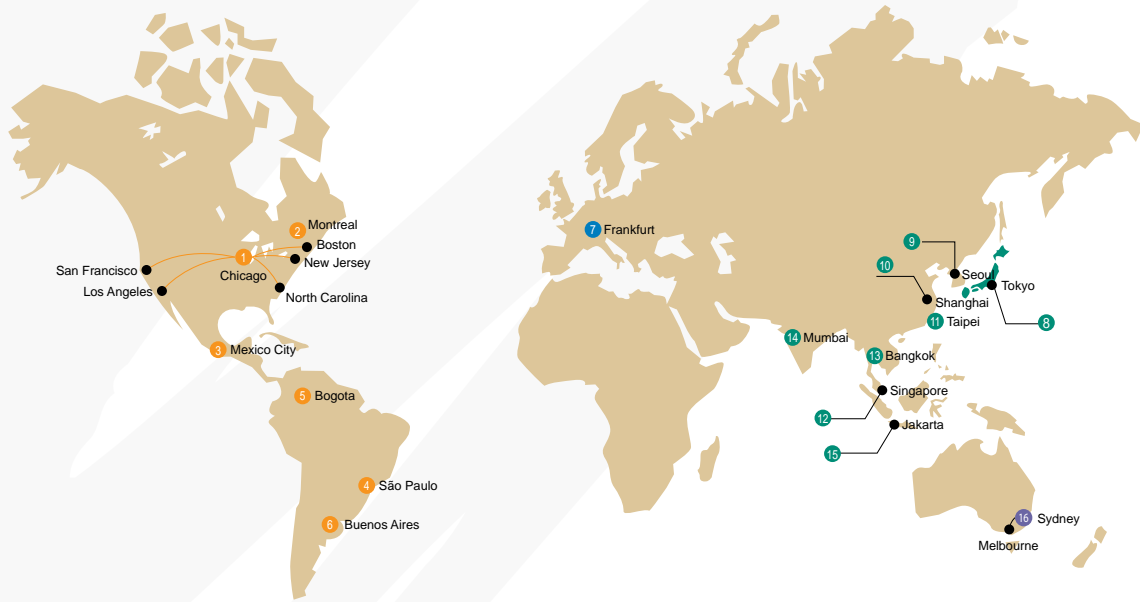 2
Montreal
Boston
1
New Jersey
San Francisco
Chicago
Los Angeles
North Carolina
3
Mexico City
5
Bogota
4
São Paulo
6
Buenos Aires
7
Frankfurt
9
10
Seoul
Tokyo
Shanghai
11
Taipei
8
14
Mumbai
13
Bangkok
Singapore
12
Jakarta
15
16
Sydney
Melbourne